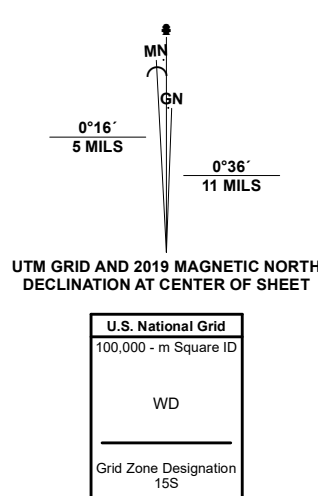 MN
GN
0°16´
5 MILS
0°36´
11 MILS
UTM GRID AND 2019 MAGNETIC NORTH
DECLINATION AT CENTER OF SHEET
U.S. National Grid
100,000 - m Square ID
WD
Grid Zone Designation
15S